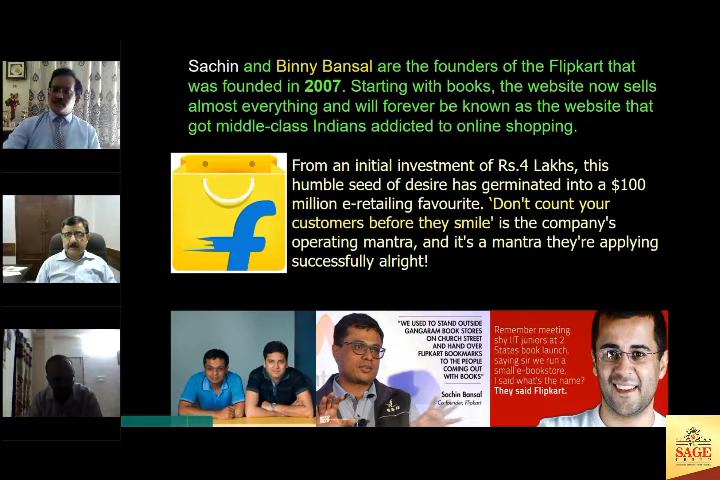 Sachin and Binny Bansal are the founders of the Flipkart that
was founded in 2007. Starting with books, the website now sells
almost everything and will forever be known as the website that
got middle-class Indians addicted to online shopping.
From an initial investment of Rs.4 Lakhs, this
humble seed of desire has germinated into a $100
million e-retailing favourite. 'Don't count your
customers before they smile' is the company's
operating mantra, and it's a mantra they're applying
successfully alright!
"WE USED TO STAND OUTSIDE
GANGARAM BOOK STORES
ON CHURCH STREET
AND HAND OVER
FLIPKART BOOKMARKS
TO THE PEOPLE
COMING OUT
WITH BOOKS"
Sachin Bansal
Co-founder, Flipkart
Remember meeting
shy IIT juniors at 2
States book launch,
saying sir we run a
small e-bookstore.
I said what's the name?
They said Flipkart.
SAGE